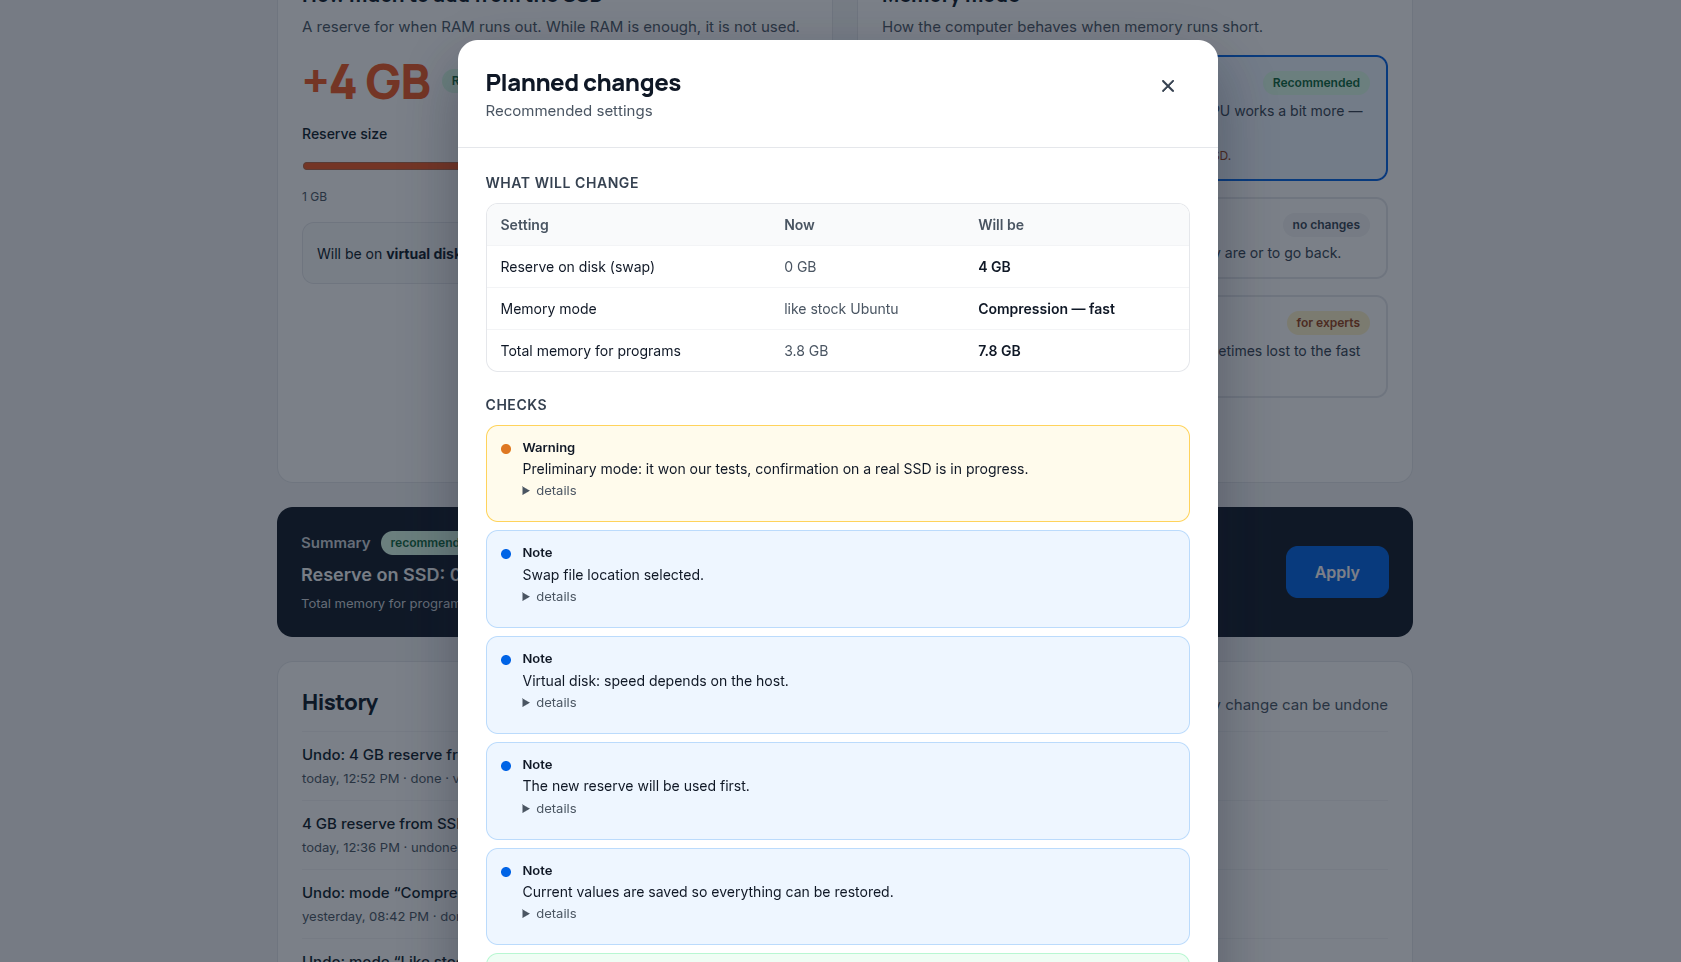 A reserve for when RAM runs out. While RAM is enough, it is not used.
How the computer behaves when memory runs short.
+4 GB
Reserve size
1 GB
Will be on virtual disk
Recommended
works a bit more —
no changes
are or to go back.
for experts
lost to the fast
Planned changes
Recommended settings
WHAT WILL CHANGE
Setting Now Will be
Reserve on disk (swap) 0 GB 4 GB
Memory mode like stock Ubuntu Compression — fast
Total memory for programs 3.8 GB 7.8 GB
CHECKS
Warning
Preliminary mode: it won our tests, confirmation on a real SSD is in progress.
▶ details
Note
Swap file location selected.
▶ details
Note
Virtual disk: speed depends on the host.
▶ details
Note
The new reserve will be used first.
▶ details
Note
Current values are saved so everything can be restored.
▶ details
Summary
Reserve on SSD:
Total memory for
Apply
History
change can be undone
Undo: 4 GB reserve
today, 12:52 PM · done ·
4 GB reserve from
today, 12:36 PM · undone
Undo: mode
yesterday, 08:42 PM ·